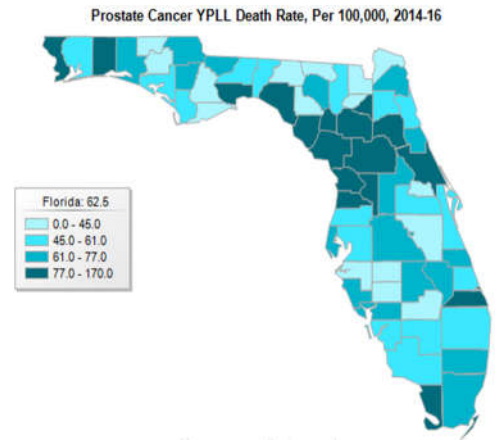 Prostate Cancer YPLL Death Rate, Per 100,000, 2014-16
Florida: 62.5
0.0 - 45.0
45.0 - 61.0
61.0 - 77.0
77.0 - 170.0